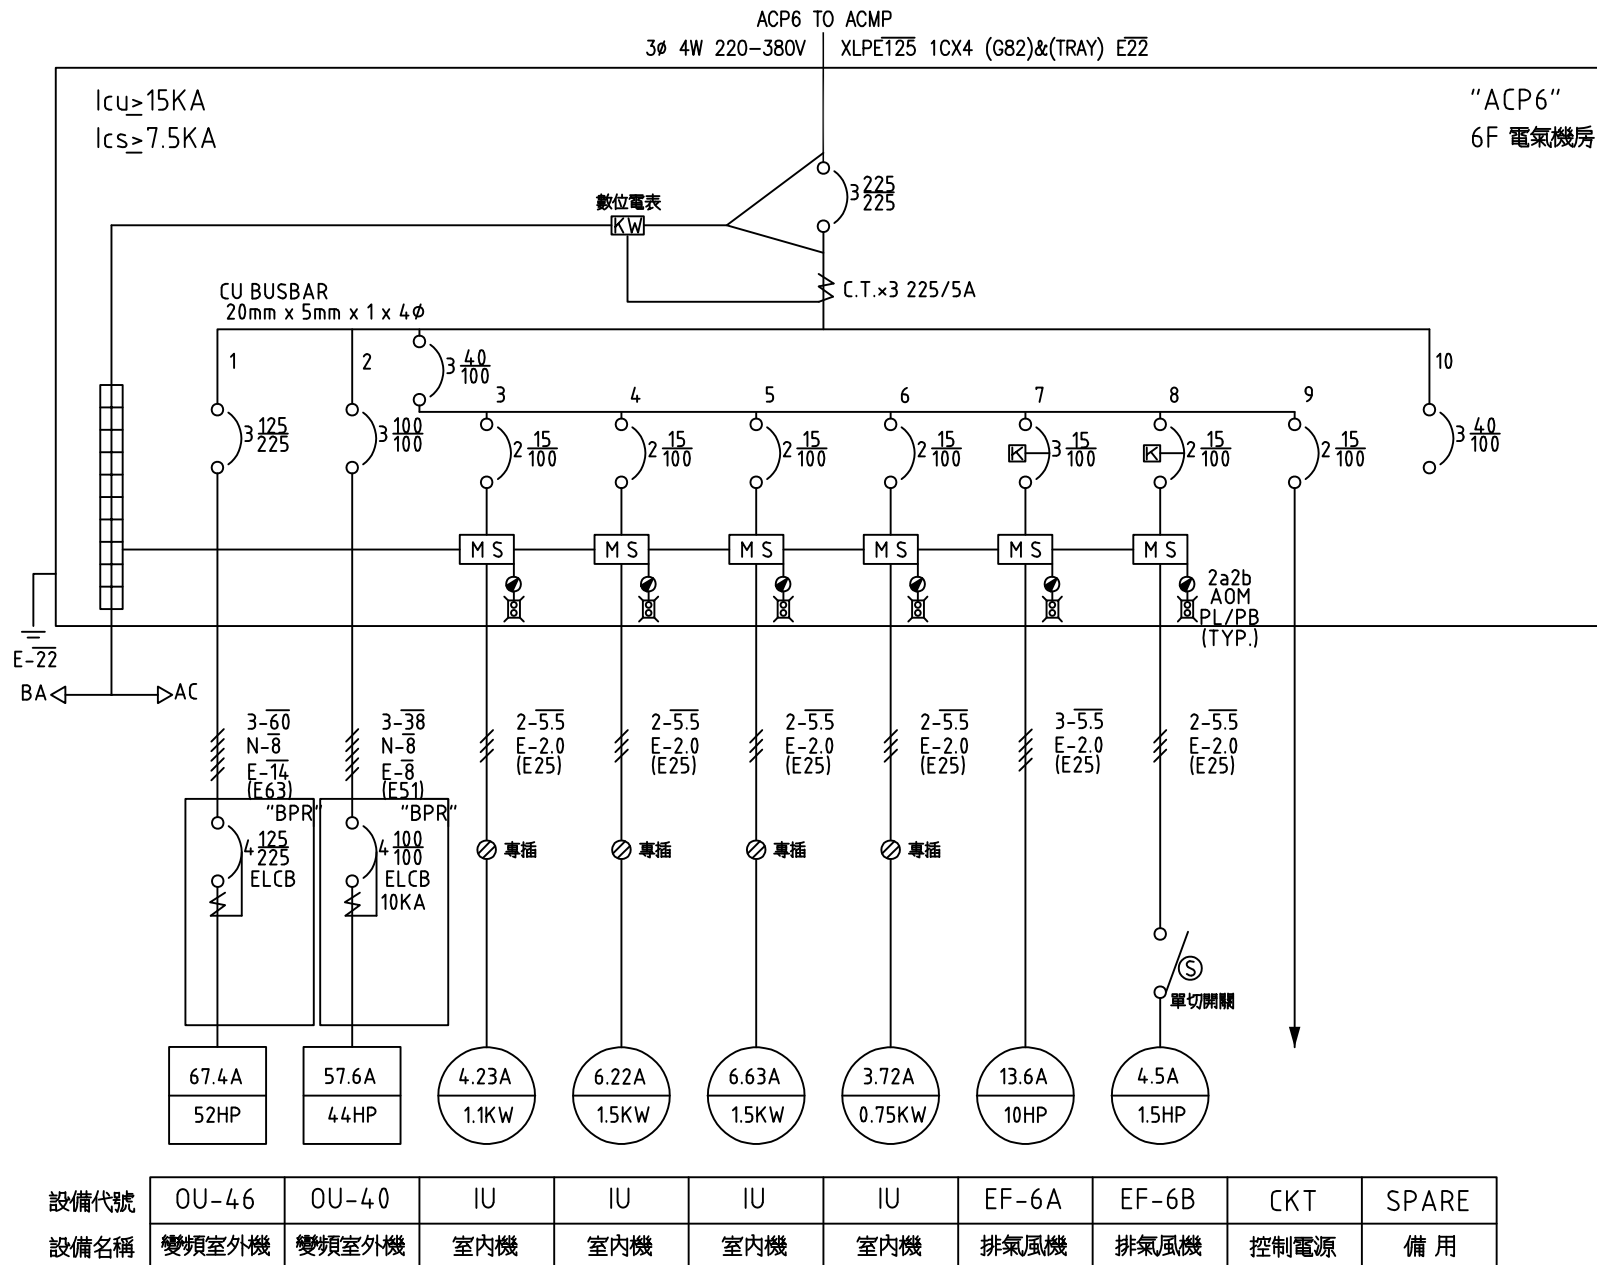 ACP6 TO ACMP
3ø 4W 220-380V XLPE125 1CX4 (G82)&(TRAY) E22
Icu≥15KA
Ics≥7.5KA
"ACP6"
6F 電氣機房
3 225
225
數位電表
KW
C.T.×3 225/5A
CU BUSBAR
20mm x 5mm x 1 x 4ø
1
2
3 40
100
3
4
5
6
7
8
9
10
3 125
225
3 100
100
2 15
100
2 15
100
2 15
100
2 15
100
K 3 15
100
K 2 15
100
2 15
100
3 40
100
M S
M S
M S
M S
M S
M S
2a2b
AOM
PL/PB
(TYP.)
E-22
BA AC
3-60
N-8
E-14
(E63)
3-38
N-8
E-8
(E51)
2-5.5
E-2.0
(E25)
2-5.5
E-2.0
(E25)
2-5.5
E-2.0
(E25)
2-5.5
E-2.0
(E25)
3-5.5
E-2.0
(E25)
2-5.5
E-2.0
(E25)
"BPR"
4 125
225
ELCB
"BPR"
4 100
100
ELCB
10KA
專插
專插
專插
專插
S
單切開關
67.4A
52HP
57.6A
44HP
4.23A
1.1KW
6.22A
1.5KW
6.63A
1.5KW
3.72A
0.75KW
13.6A
10HP
4.5A
1.5HP
設備代號 OU-46 OU-40 IU IU IU IU EF-6A EF-6B CKT SPARE
設備名稱 變頻室外機 變頻室外機 室內機 室內機 室內機 室內機 排氣風機 排氣風機 控制電源 備 用